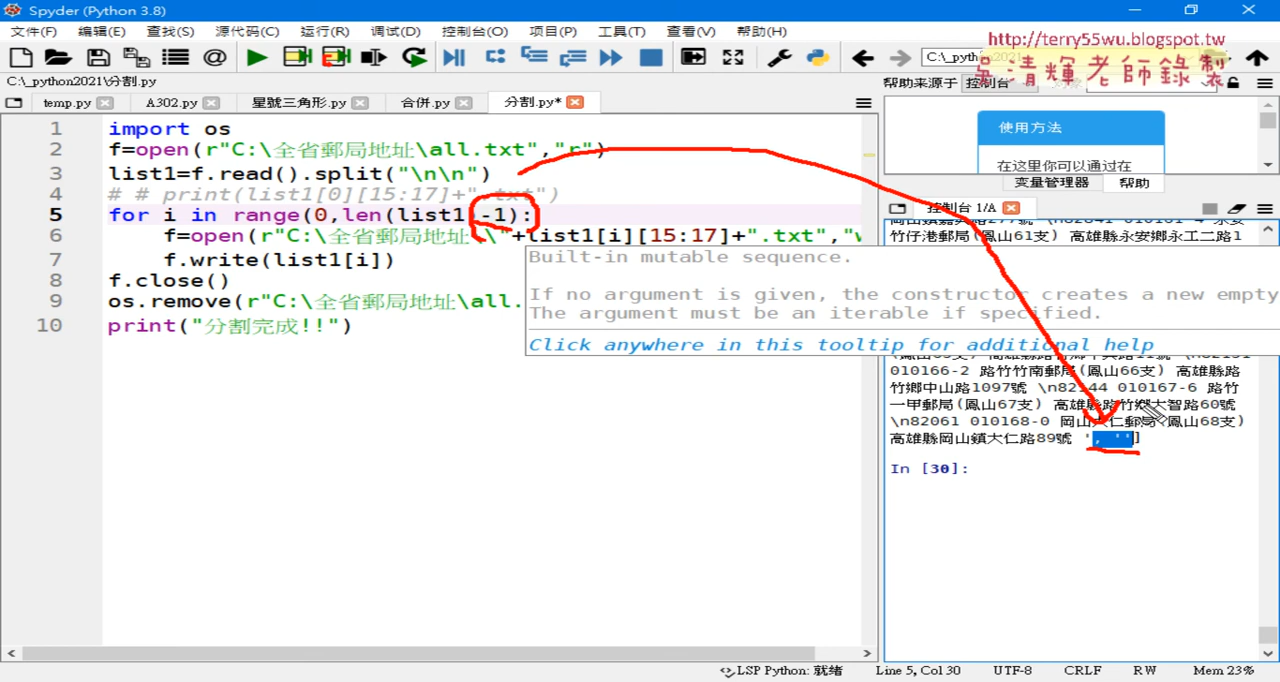 Spyder (Python 3.8)
文件(F) 编辑(E) 查找(S) 源代码(C) 运行(R) 调试(D) 控制台(O) 项目(P) 工具(T) 查看(V) 帮助(H)
http://terry55wu.blogspot.tw
吳清輝老師錄製
C:\_python2021\分割.py
帮助来源于 控制台
temp.py A302.py 星號三角形.py 合併.py 分割.py*
1 import os
2 f=open(r"C:\全省郵局地址\all.txt","r")
3 list1=f.read().split("\n\n")
4 # # print(list1[0][15:17]+".txt")
5 for i in range(0,len(list1)-1):
6 f=open(r"C:\全省郵局地址\\"+list1[i][15:17]+".txt","w
7 f.write(list1[i])
8 f.close()
9 os.remove(r"C:\全省郵局地址\all.
10 print("分割完成!!")
Built-in mutable sequence.
If no argument is given, the constructor creates a new empty
The argument must be an iterable if specified.
Click anywhere in this tooltip for additional help
使用方法
在这里你可以通过在
变量管理器 帮助
控制台 1/A
竹仔港郵局(鳳山61支) 高雄縣永安鄉永工二路1
010166-2 路竹竹南郵局(鳳山66支) 高雄縣路
竹鄉中山路1097號 \n82144 010167-6 路竹
一甲郵局(鳳山67支) 高雄縣路竹鄉大智路60號
\n82061 010168-0 岡山大仁郵局(鳳山68支)
高雄縣岡山鎮大仁路89號 ', '']
In [30]:
LSP Python: 就绪 Line 5, Col 30 UTF-8 CRLF RW Mem 23%